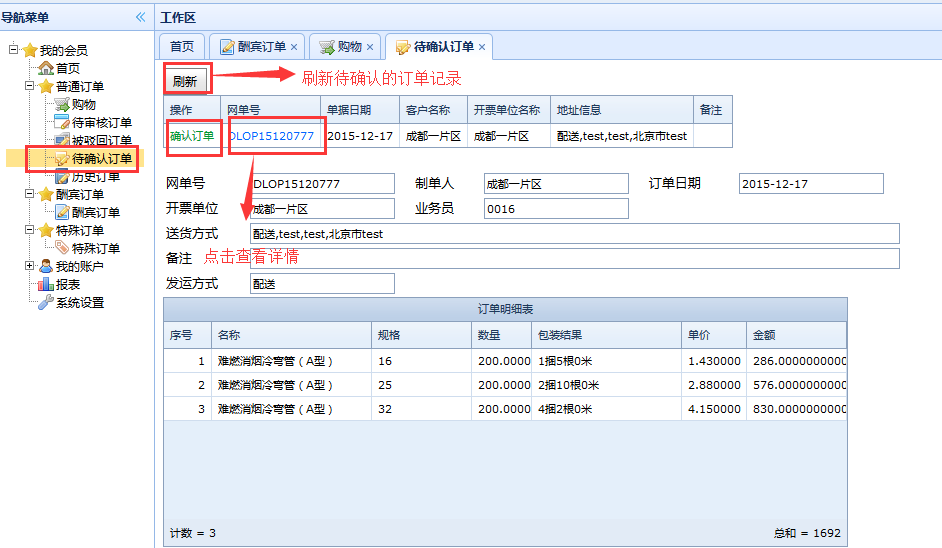 导航菜单
工作区
我的会员
首页
普通订单
购物
待审核订单
被驳回订单
待确认订单
历史订单
酬宾订单
酬宾订单
特殊订单
特殊订单
我的账户
报表
系统设置
首页 酬宾订单 × 购物 × 待确认订单 ×
刷新
刷新待确认的订单记录
操作 网单号 单据日期 客户名称 开票单位名称 地址信息 备注
确认订单 DLOP15120777 2015-12-17 成都一片区 成都一片区 配送,test,test,北京市test
网单号 DLOP15120777 制单人 成都一片区 订单日期 2015-12-17
开票单位 成都一片区 业务员 0016
送货方式 配送,test,test,北京市test
备注 点击查看详情
发运方式 配送
订单明细表
序号 名称 规格 数量 包装结果 单价 金额
1 难燃消烟冷弯管（A型） 16 200.0000 1捆5根0米 1.430000 286.0000000000
2 难燃消烟冷弯管（A型） 25 200.0000 2捆10根0米 2.880000 576.0000000000
3 难燃消烟冷弯管（A型） 32 200.0000 4捆2根0米 4.150000 830.0000000000
计数 = 3 总和 = 1692